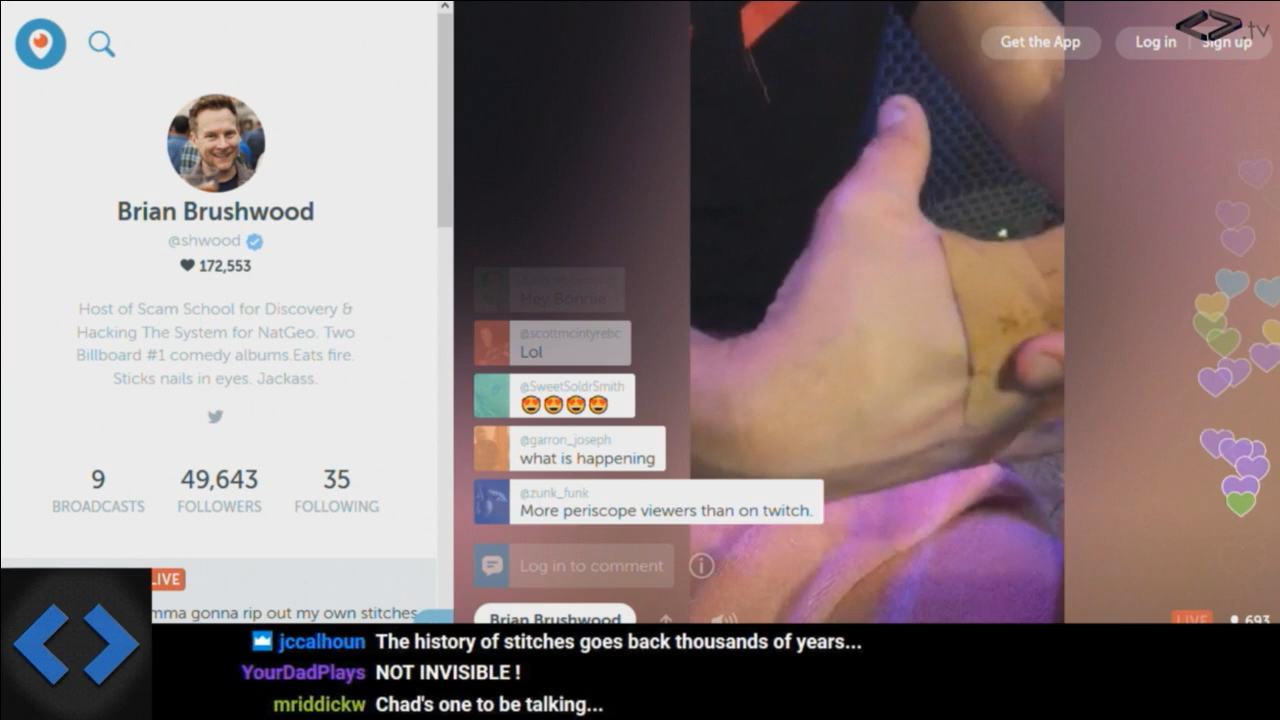 Brian Brushwood
@shwood
172,553
Host of Scam School for Discovery &
Hacking The System for NatGeo. Two
Billboard #1 comedy albums.Eats fire.
Sticks nails in eyes. Jackass.
9
BROADCASTS
49,643
FOLLOWERS
35
FOLLOWING
LIVE
mma gonna rip out my own stitches
Get the App
Log in
Sign up
tv
Hey Bonnie
@scottmcintyrebc
Lol
@SweetSoldrSmith
😍😍😍😍
@garron_joseph
what is happening
@zunk_funk
More periscope viewers than on twitch.
Log in to comment
Brian Brushwood
LIVE
693
jccalhoun The history of stitches goes back thousands of years...
YourDadPlays NOT INVISIBLE !
mriddickw Chad's one to be talking...